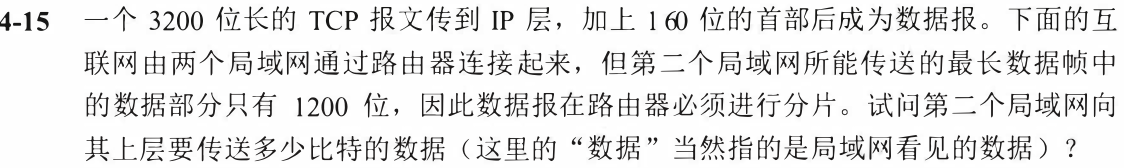 4-15 一个 3200 位长的 TCP 报文传到 IP 层，加上 160 位的首部后成为数据报。下面的互
联网由两个局域网通过路由器连接起来，但第二个局域网所能传送的最长数据帧中
的数据部分只有 1200 位，因此数据报在路由器必须进行分片。试问第二个局域网向
其上层要传送多少比特的数据（这里的“数据”当然指的是局域网看见的数据）？